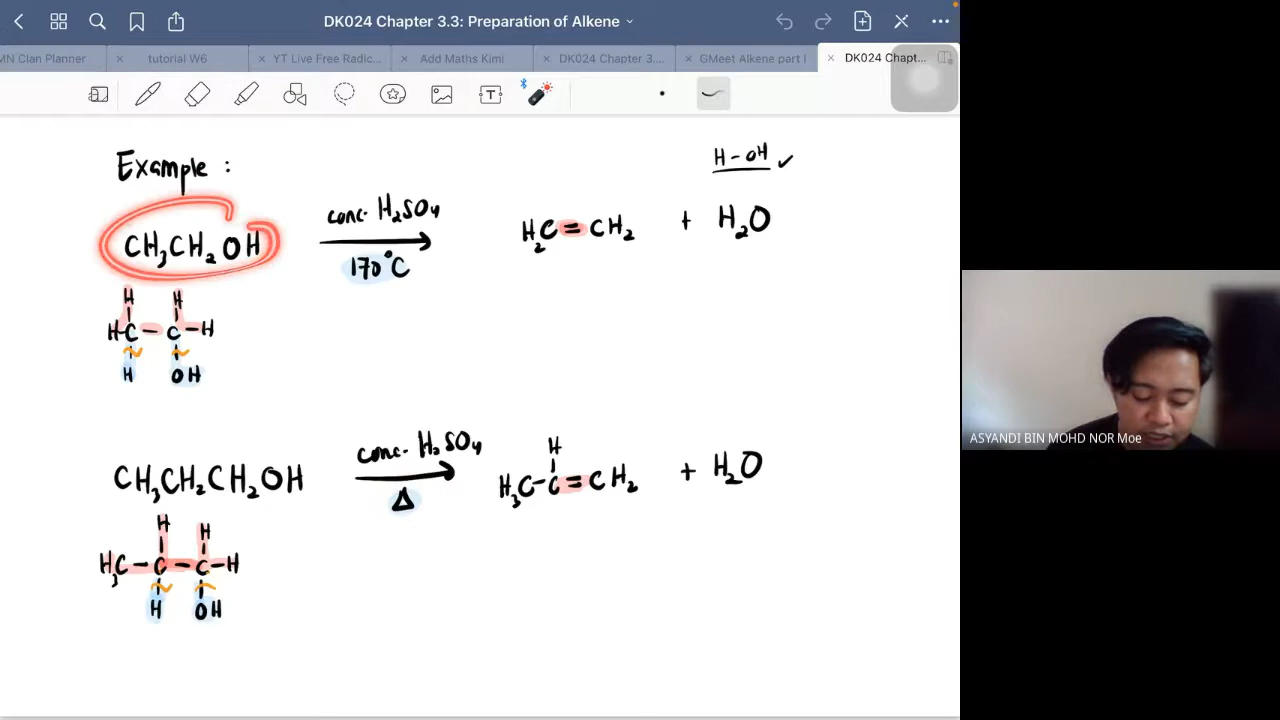 DK024 Chapter 3.3: Preparation of Alkene
MN Clan Planner
tutorial W6
YT Live Free Radic...
Add Maths Kimi
DK024 Chapter 3....
GMeet Alkene part I
DK024 Chapt...
T
Example :
H-OH ✓
CH3CH2OH
conc. H2SO4
170°C
H2C=CH2 + H2O
H H
H-C-C-H
H OH
CH3CH2CH2OH
conc. H2SO4
Δ
H
H3C-C=CH2 + H2O
H H
H3C-C-C-H
H OH
ASYANDI BIN MOHD NOR Moe